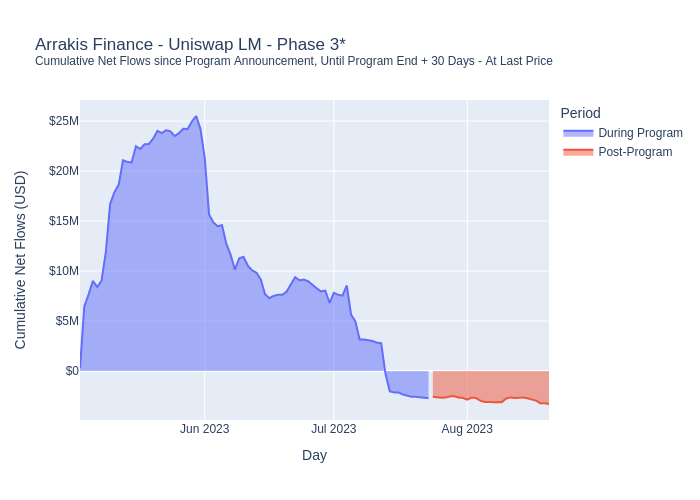 Arrakis Finance - Uniswap LM - Phase 3*
Cumulative Net Flows since Program Announcement, Until Program End + 30 Days - At Last Price
Period
During Program
Post-Program
Cumulative Net Flows (USD)
$25M
$20M
$15M
$10M
$5M
$0
Jun 2023
Jul 2023
Aug 2023
Day